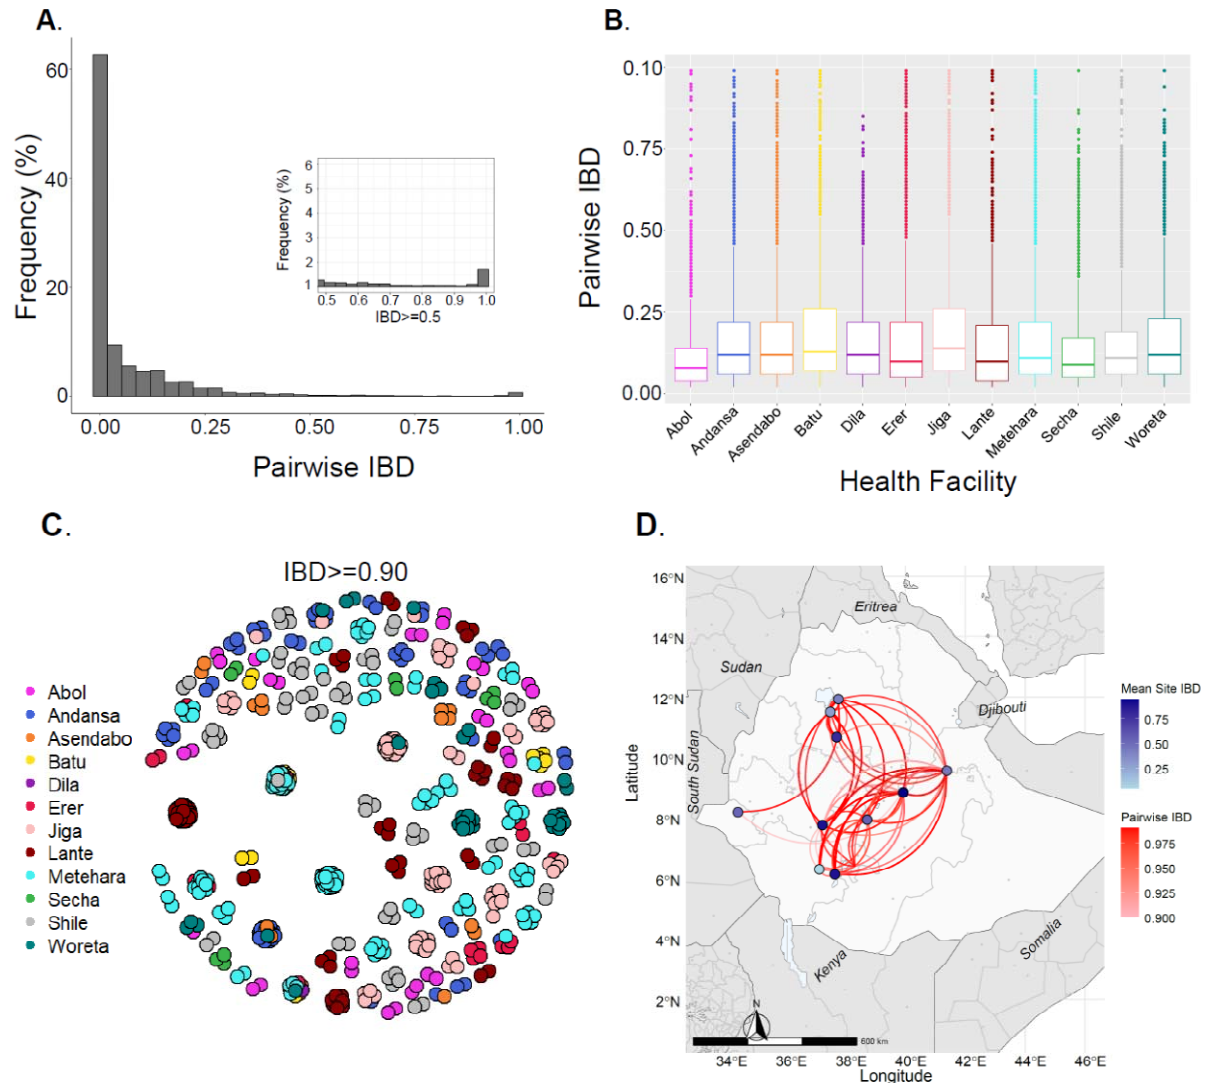 A.
60
40
20
0
Frequency (%)
0.00 0.25 0.50 0.75 1.00
Pairwise IBD
6
5
4
3
2
1
Frequency (%)
0.5 0.6 0.7 0.8 0.9 1.0
IBD>=0.5
B.
0.10
0.75
0.50
0.25
0.00
Pairwise IBD
Abol Andansa Asendabo Batu Dila Erer Jiga Lante Metehara Secha Shile Woreta
Health Facility
C.
IBD>=0.90
Abol
Andansa
Asendabo
Batu
Dila
Erer
Jiga
Lante
Metehara
Secha
Shile
Woreta
D.
16°N
14°N
12°N
10°N
8°N
6°N
4°N
2°N
Latitude
Eritrea
Sudan
Djibouti
South Sudan
Kenya
Somalia
N
600 km
34°E 36°E 38°E 40°E 42°E 44°E 46°E
Longitude
Mean Site IBD
0.75
0.50
0.25
Pairwise IBD
0.975
0.950
0.925
0.900